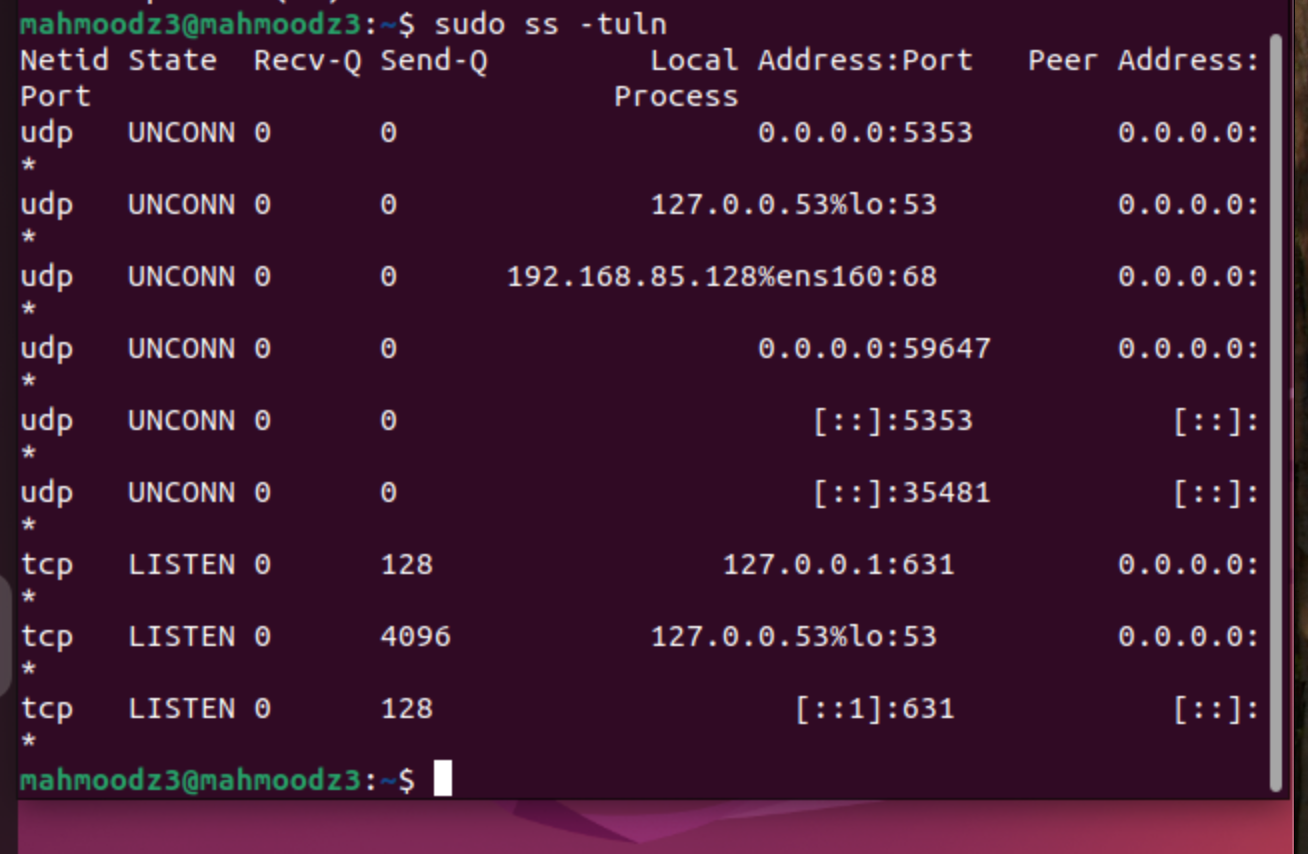 mahmoodz3@mahmoodz3:~$ sudo ss -tuln
Netid State  Recv-Q Send-Q         Local Address:Port   Peer Address:
Port                             Process
udp   UNCONN 0      0                    0.0.0.0:5353        0.0.0.0:
*
udp   UNCONN 0      0              127.0.0.53%lo:53          0.0.0.0:
*
udp   UNCONN 0      0      192.168.85.128%ens160:68          0.0.0.0:
*
udp   UNCONN 0      0                    0.0.0.0:59647       0.0.0.0:
*
udp   UNCONN 0      0                       [::]:5353           [::]:
*
udp   UNCONN 0      0                       [::]:35481          [::]:
*
tcp   LISTEN 0      128                127.0.0.1:631         0.0.0.0:
*
tcp   LISTEN 0      4096           127.0.0.53%lo:53          0.0.0.0:
*
tcp   LISTEN 0      128                    [::1]:631            [::]:
*
mahmoodz3@mahmoodz3:~$